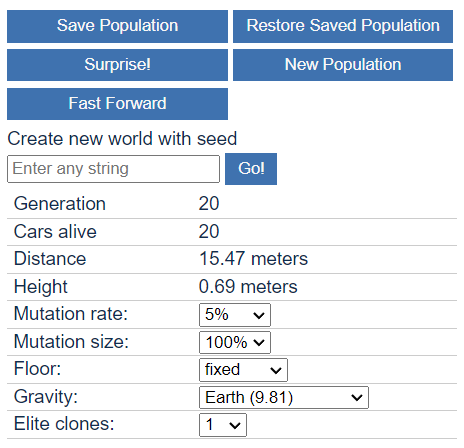 Save Population Restore Saved Population
Surprise! New Population
Fast Forward
Create new world with seed
Enter any string Go!
Generation 20
Cars alive 20
Distance 15.47 meters
Height 0.69 meters
Mutation rate: 5%
Mutation size: 100%
Floor: fixed
Gravity: Earth (9.81)
Elite clones: 1